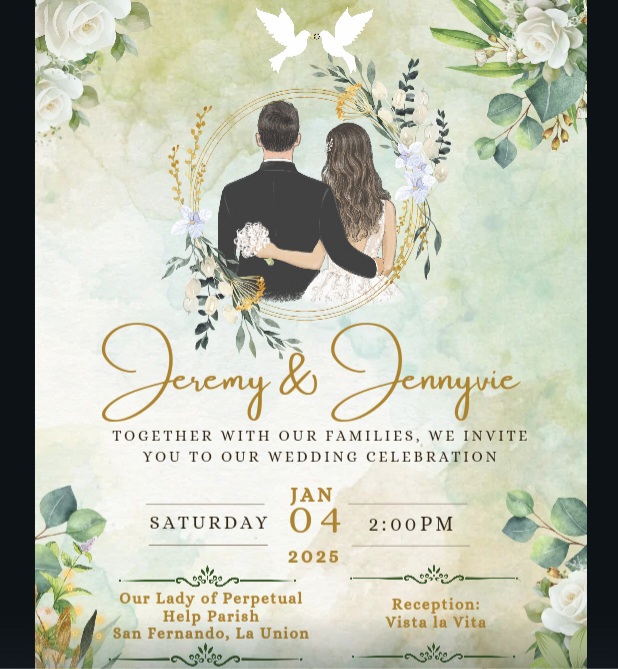 Jeremy & Jennyvie
TOGETHER WITH OUR FAMILIES, WE INVITE
YOU TO OUR WEDDING CELEBRATION
JAN
SATURDAY 04 2:00PM
2025
Our Lady of Perpetual
Help Parish
San Fernando, La Union
Reception:
Vista la Vita